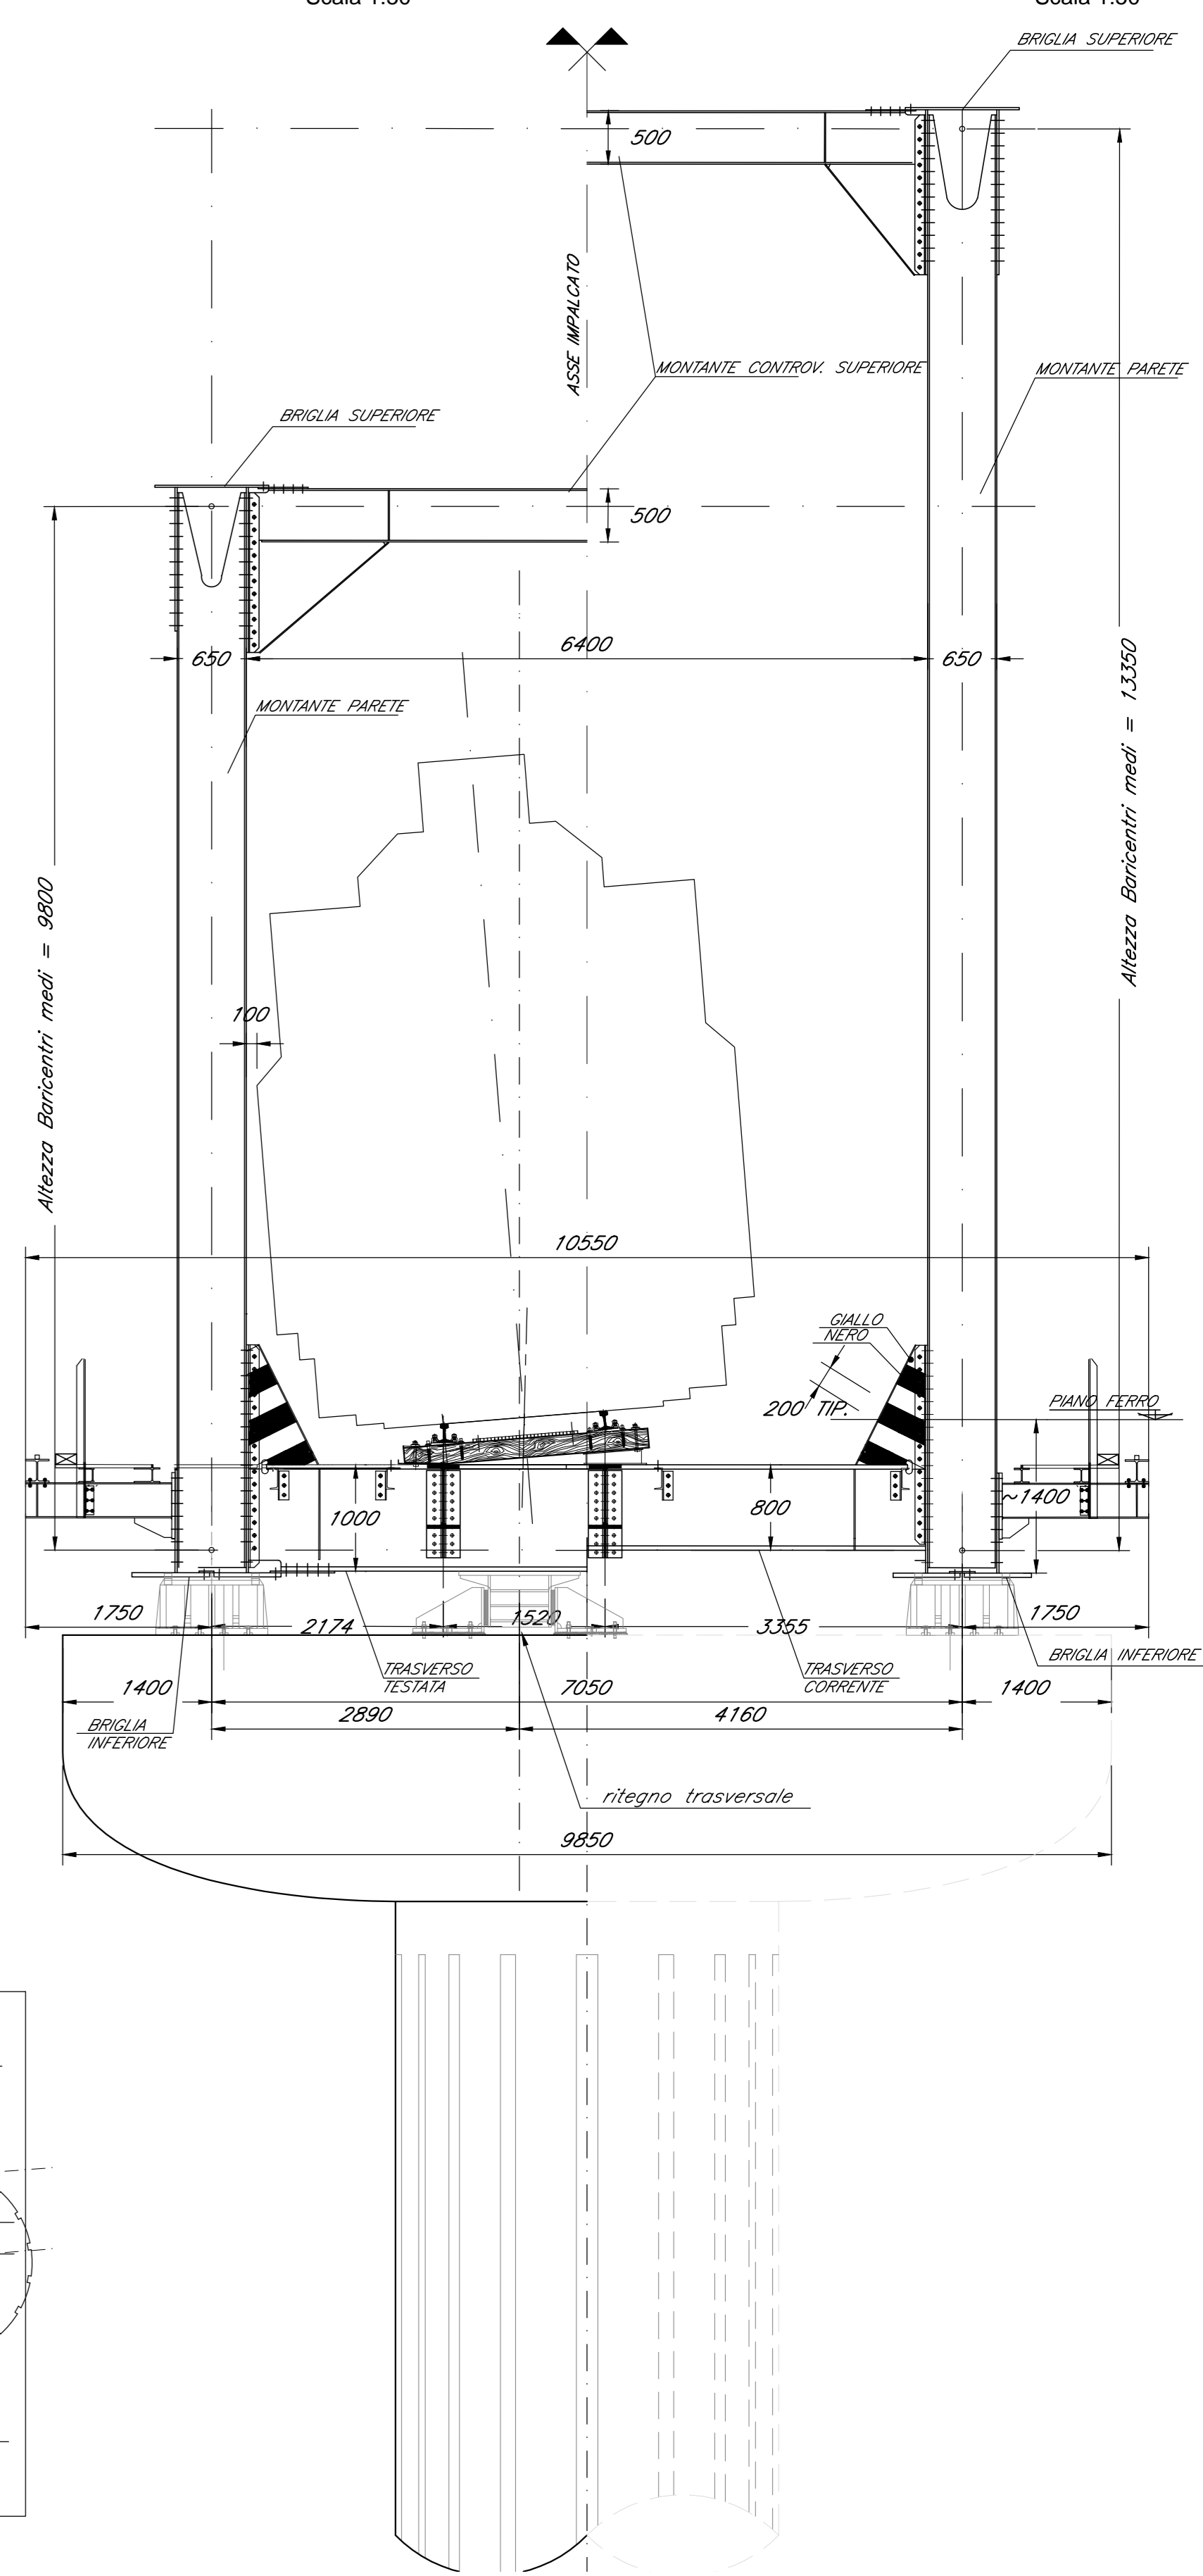 BRIGLIA SUPERIORE
500
ASSE IMPALCATO
MONTANTE CONTROV. SUPERIORE
MONTANTE PARETE
BRIGLIA SUPERIORE
500
650
6400
650
MONTANTE PARETE
Altezza Baricentri medi = 13350
Altezza Baricentri medi = 9800
100
10550
GIALLO
NERO
200 TIP.
PIANO FERRO
~1400
1000
800
1750
2174
1520
3355
1750
TRASVERSO
TESTATA
TRASVERSO
CORRENTE
BRIGLIA INFERIORE
1400
7050
1400
BRIGLIA
INFERIORE
2890
4160
ritegno trasversale
9850